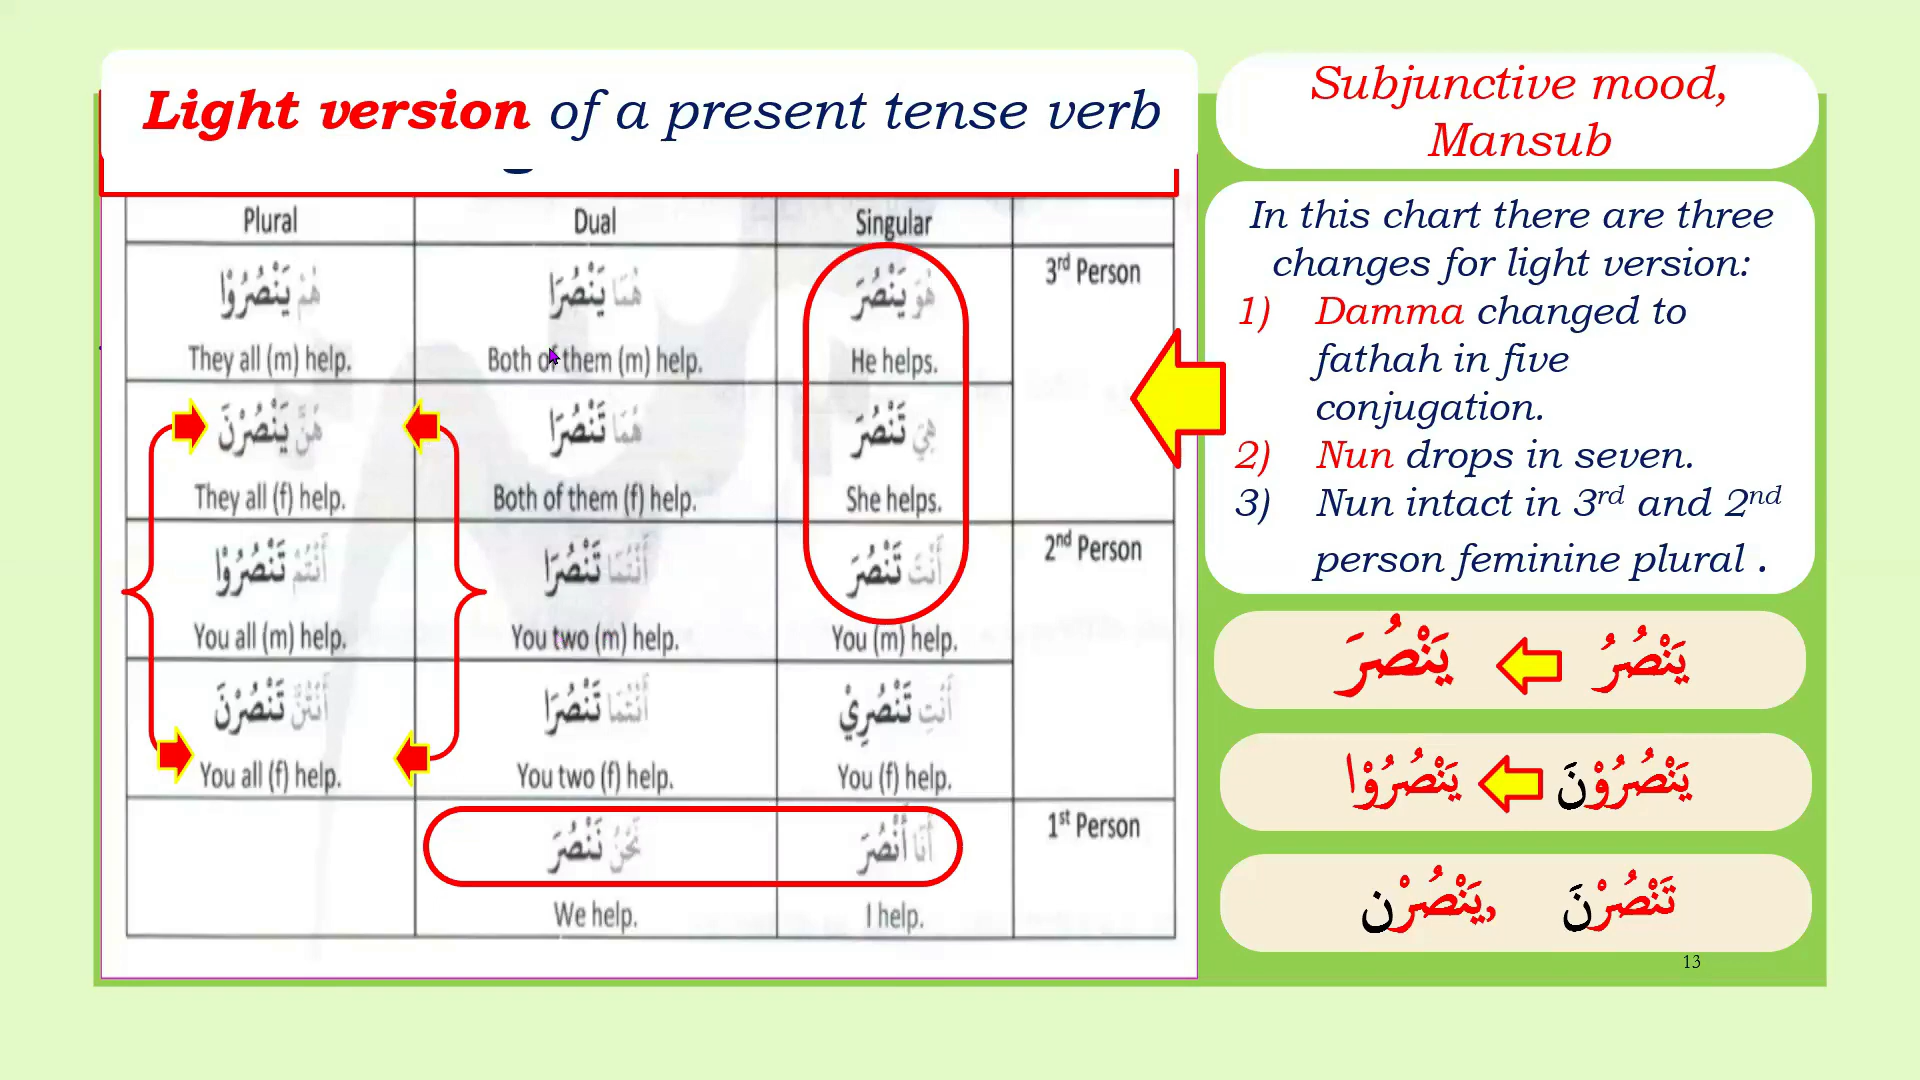 Light version of a present tense verb
Subjunctive mood,
Mansub
Plural Dual Singular
هُمْ يَنْصُرُوْا هُمَا يَنْصُرَا هُوَ يَنْصُرَ 3rd Person
They all (m) help. Both of them (m) help. He helps.
هُنَّ يَنْصُرْنَ هُمَا تَنْصُرَا هِيَ تَنْصُرَ
They all (f) help. Both of them (f) help. She helps.
أَنْتُمْ تَنْصُرُوْا أَنْتُمَا تَنْصُرَا أَنْتَ تَنْصُرَ 2nd Person
You all (m) help. You two (m) help. You (m) help.
أَنْتُنَّ تَنْصُرْنَ أَنْتُمَا تَنْصُرَا أَنْتِ تَنْصُرِيْ
You all (f) help. You two (f) help. You (f) help.
نَحْنُ نَنْصُرَ أَنَا أَنْصُرَ 1st Person
We help. I help.
In this chart there are three
changes for light version:
1) Damma changed to
fathah in five
conjugation.
2) Nun drops in seven.
3) Nun intact in 3rd and 2nd
person feminine plural .
يَنْصُرُ يَنْصُرَ
يَنْصُرُوْنَ يَنْصُرُوْا
تَنْصُرْنَ ,يَنْصُرْن
13